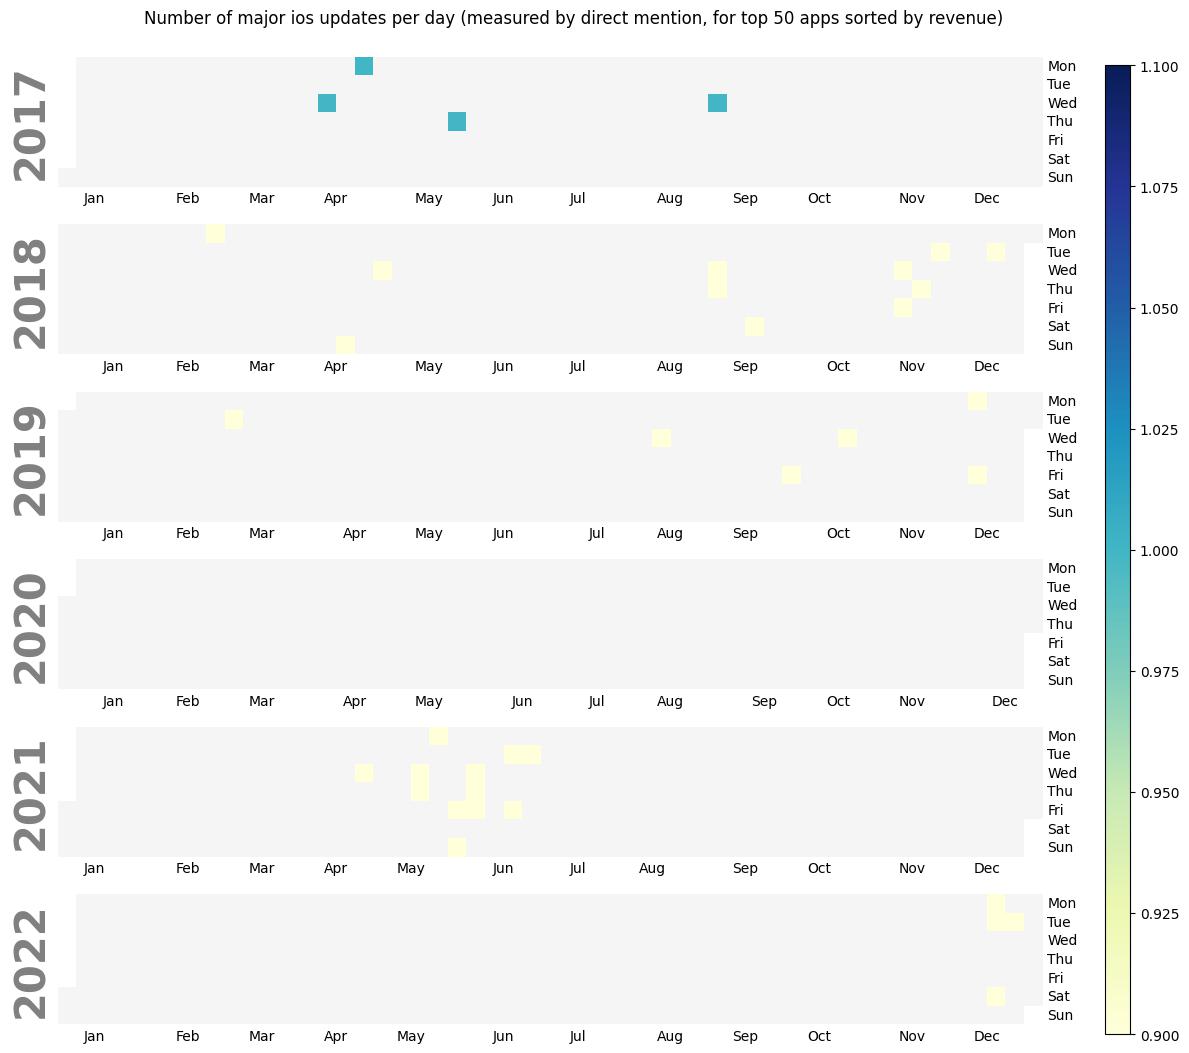 Number of major ios updates per day (measured by direct mention, for top 50 apps sorted by revenue)
2017
Mon
Tue
Wed
Thu
Fri
Sat
Sun
Jan Feb Mar Apr May Jun Jul Aug Sep Oct Nov Dec
2018
Mon
Tue
Wed
Thu
Fri
Sat
Sun
Jan Feb Mar Apr May Jun Jul Aug Sep Oct Nov Dec
2019
Mon
Tue
Wed
Thu
Fri
Sat
Sun
Jan Feb Mar Apr May Jun Jul Aug Sep Oct Nov Dec
2020
Mon
Tue
Wed
Thu
Fri
Sat
Sun
Jan Feb Mar Apr May Jun Jul Aug Sep Oct Nov Dec
2021
Mon
Tue
Wed
Thu
Fri
Sat
Sun
Jan Feb Mar Apr May Jun Jul Aug Sep Oct Nov Dec
2022
Mon
Tue
Wed
Thu
Fri
Sat
Sun
Jan Feb Mar Apr May Jun Jul Aug Sep Oct Nov Dec
1.100
1.075
1.050
1.025
1.000
0.975
0.950
0.925
0.900